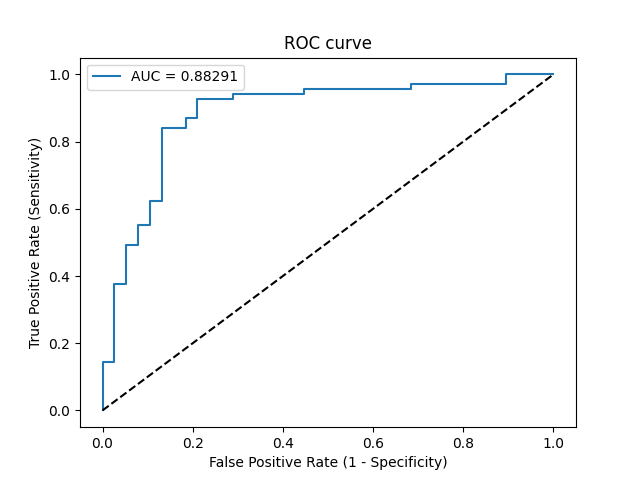 ROC curve
AUC = 0.88291
1.0
0.8
0.6
0.4
0.2
0.0
True Positive Rate (Sensitivity)
0.0 0.2 0.4 0.6 0.8 1.0
False Positive Rate (1 - Specificity)